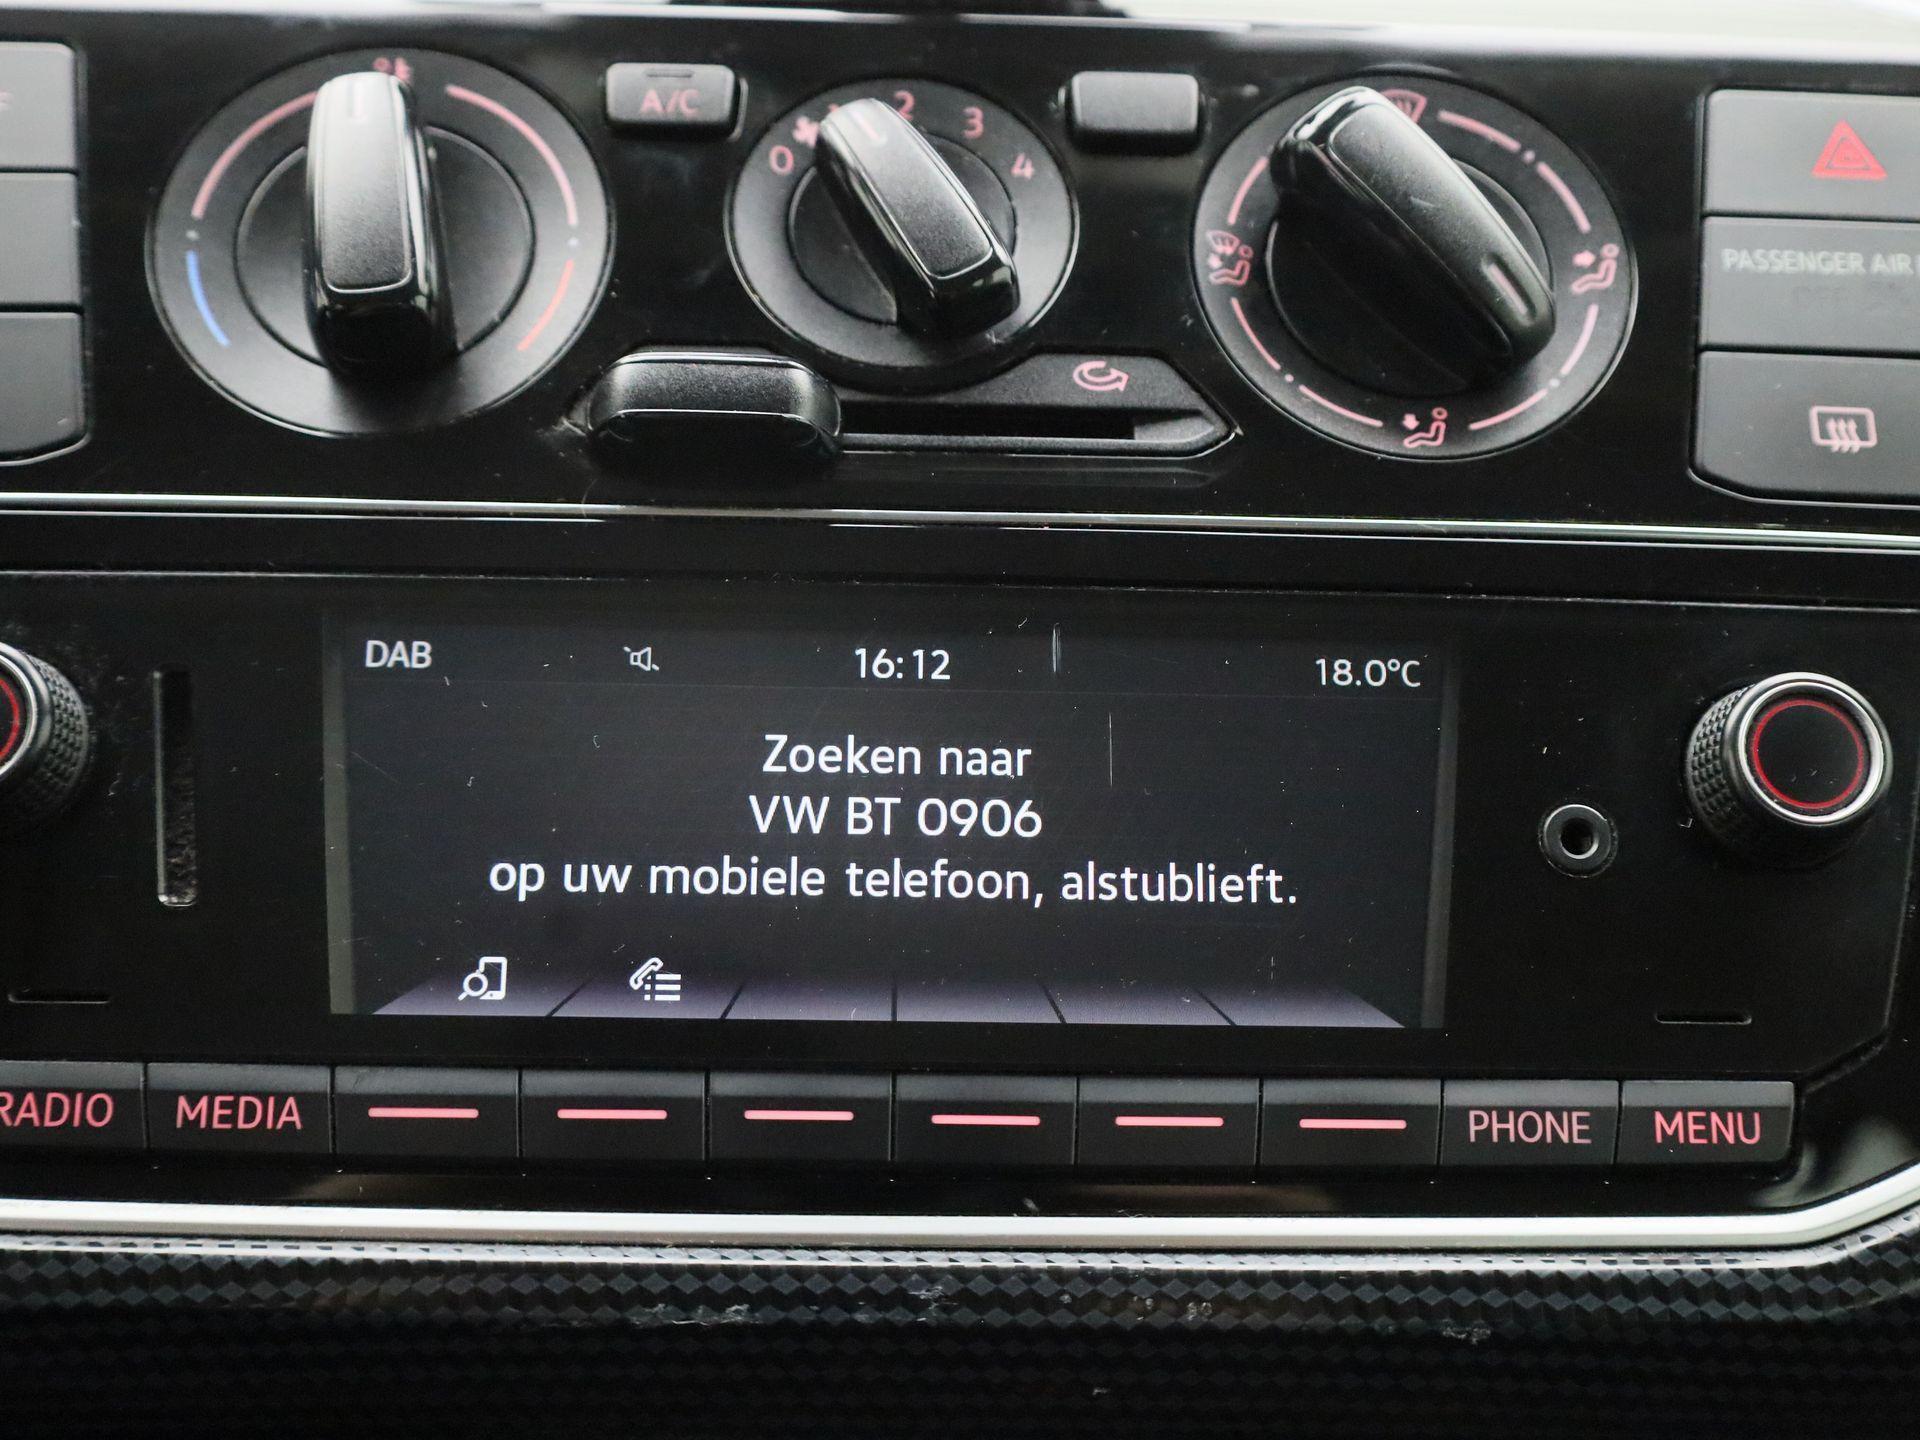 A/C
0 1 2 3 4
PASSENGER AIR
DAB 16:12 18.0°C
Zoeken naar
VW BT 0906
op uw mobiele telefoon, alstublieft.
RADIO MEDIA PHONE MENU